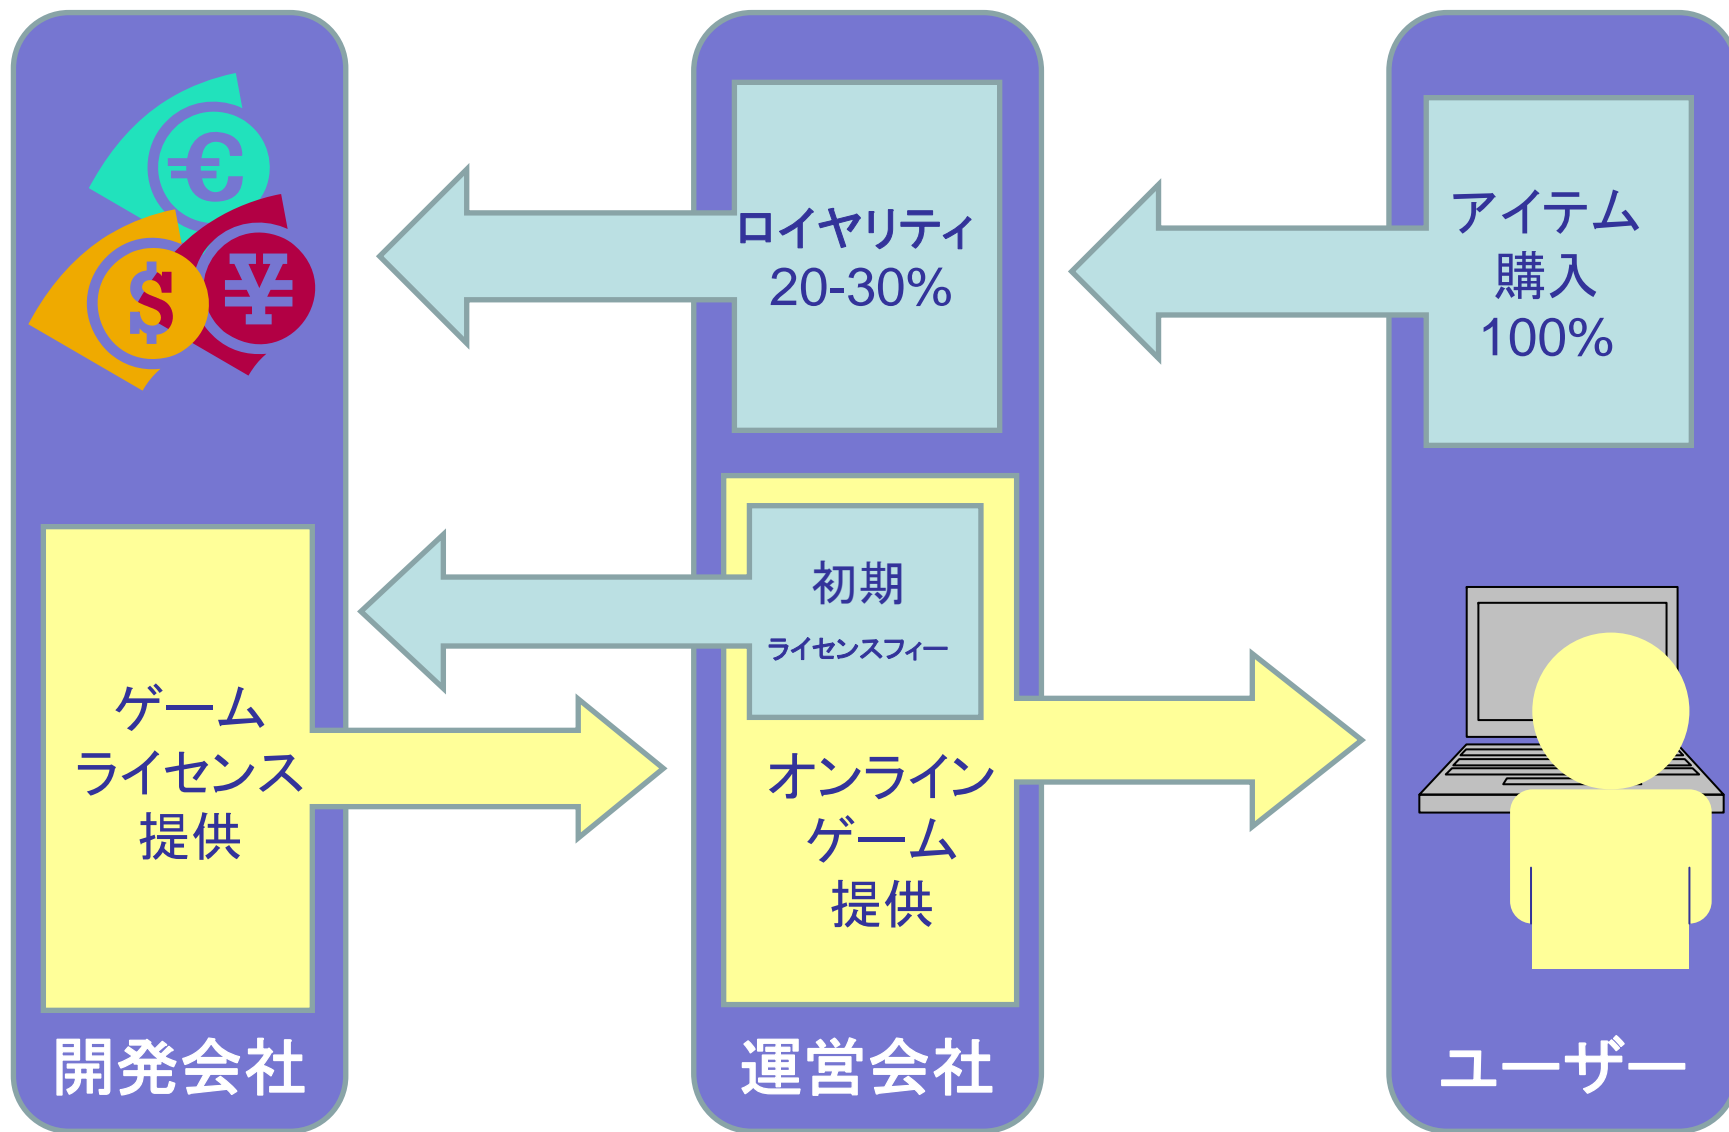 €
¥
$
ロイヤリティ
20-30%
アイテム
購入
100%
初期
ライセンスフィー
ゲーム
ライセンス
提供
オンライン
ゲーム
提供
開発会社
運営会社
ユーザー